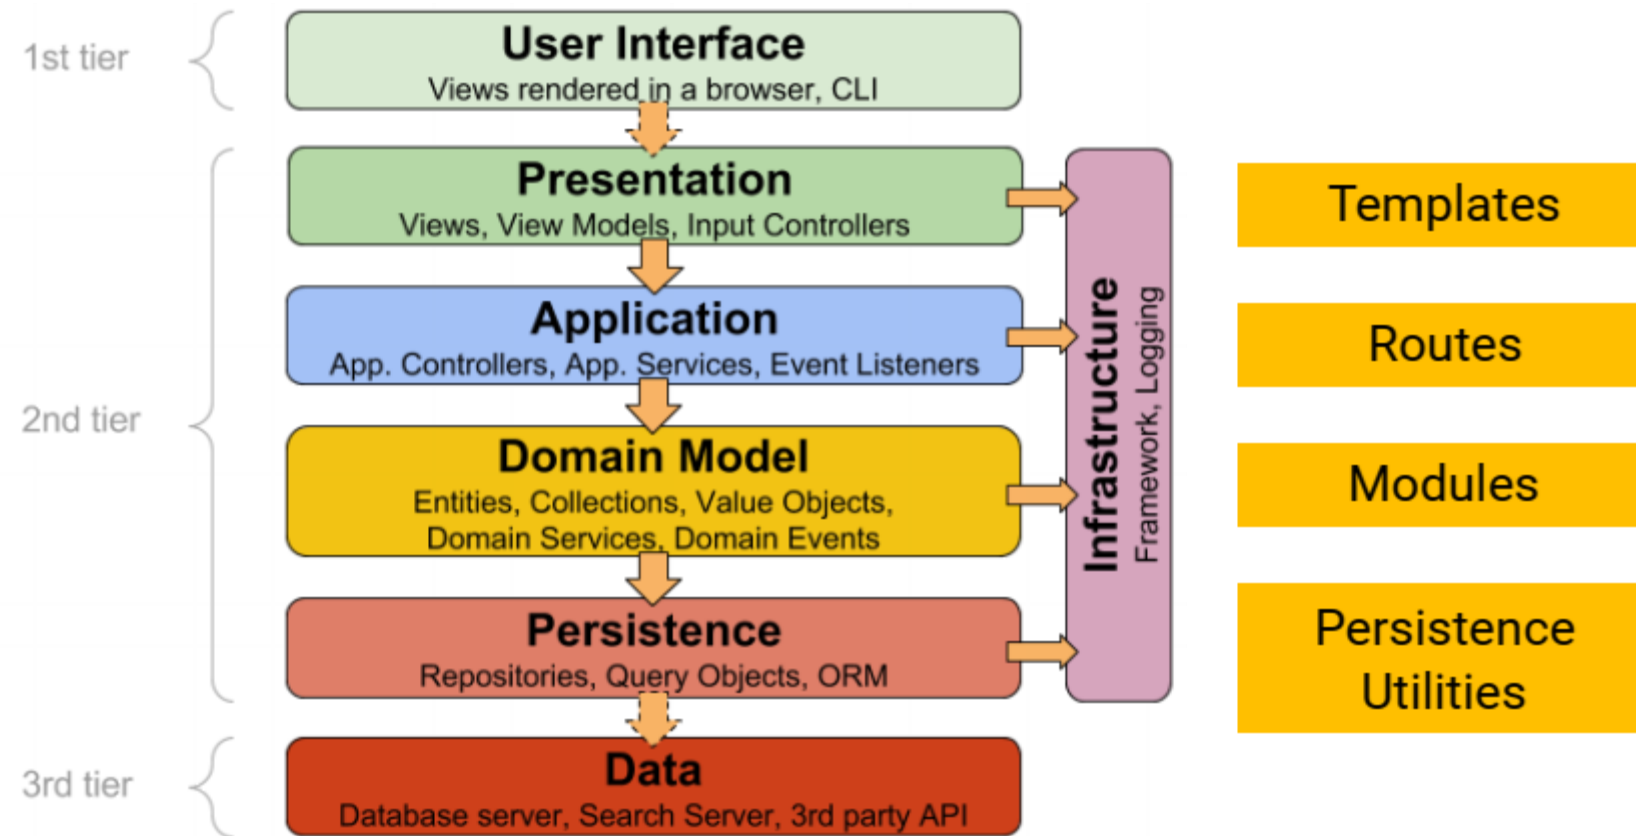 1st tier
User Interface
Views rendered in a browser, CLI
2nd tier
Presentation
Views, View Models, Input Controllers
Application
App. Controllers, App. Services, Event Listeners
Domain Model
Entities, Collections, Value Objects,
Domain Services, Domain Events
Persistence
Repositories, Query Objects, ORM
Infrastructure
Framework, Logging
3rd tier
Data
Database server, Search Server, 3rd party API
Templates
Routes
Modules
Persistence
Utilities